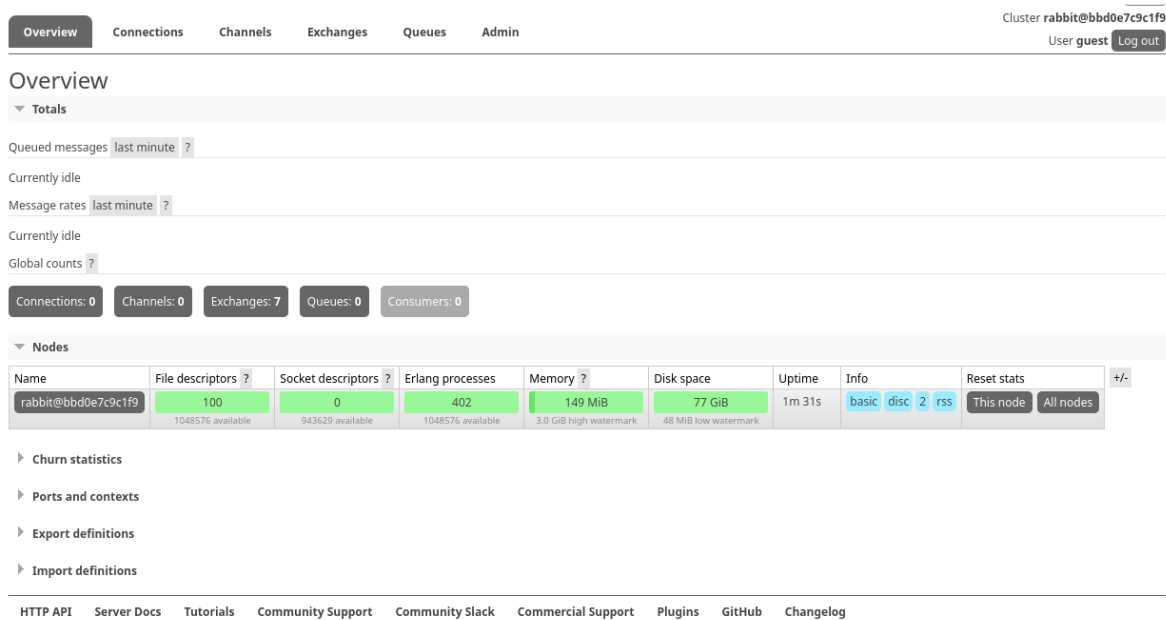 Cluster rabbit@bbd0e7c9c1f9
Overview Connections Channels Exchanges Queues Admin
User guest Log out
Overview
Totals
Queued messages last minute ?
Currently idle
Message rates last minute ?
Currently idle
Global counts ?
Connections: 0 Channels: 0 Exchanges: 7 Queues: 0 Consumers: 0
Nodes
Name File descriptors ? Socket descriptors ? Erlang processes Memory ? Disk space Uptime Info Reset stats +/-
rabbit@bbd0e7c9c1f9 100 0 402 149 MiB 77 GiB 1m 31s basic disc 2 rss This node All nodes
1048576 available 943629 available 1048576 available 3.0 GiB high watermark 48 MiB low watermark
Churn statistics
Ports and contexts
Export definitions
Import definitions
HTTP API Server Docs Tutorials Community Support Community Slack Commercial Support Plugins GitHub Changelog